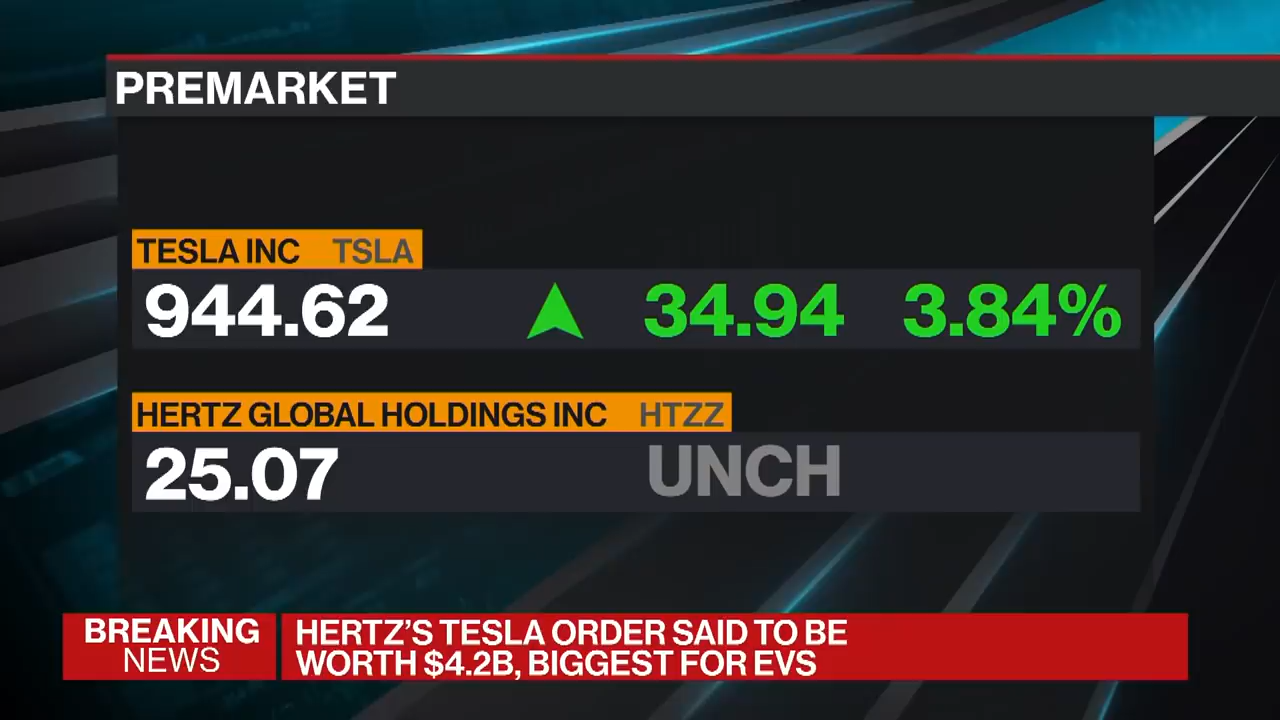 PREMARKET
TESLA INC TSLA
944.62 ▲ 34.94 3.84%
HERTZ GLOBAL HOLDINGS INC HTZZ
25.07 UNCH
BREAKING NEWS
HERTZ'S TESLA ORDER SAID TO BE
WORTH $4.2B, BIGGEST FOR EVS